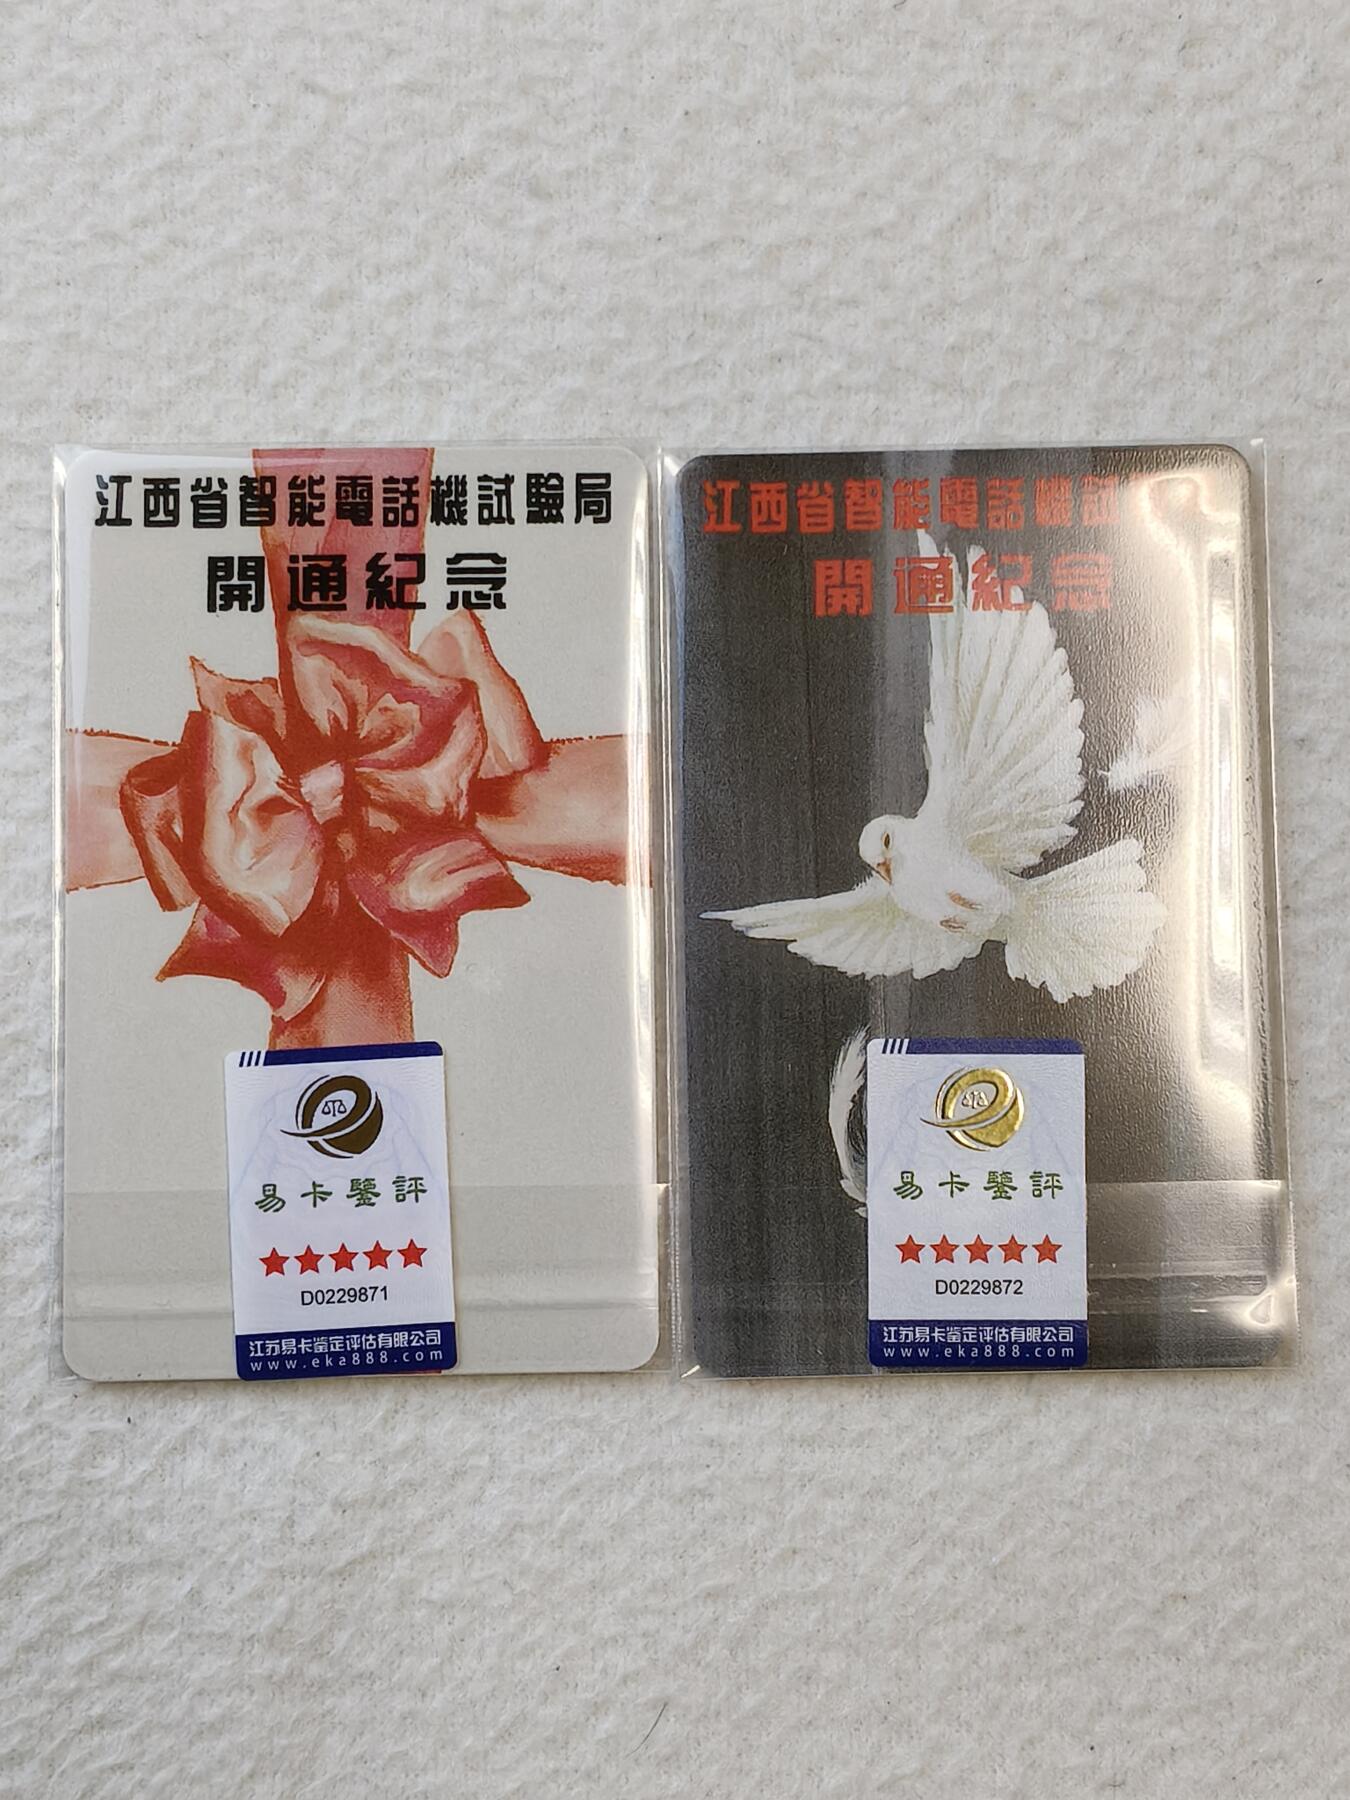 江西省智能電話機試驗局
開通紀念
易卡鑒評
D0229871
江苏易卡鉴定评估有限公司
www.eka888.com
江西省智能電話機試
開通紀念
易卡鑒評
D0229872
江苏易卡鉴定评估有限公司
www.eka888.com